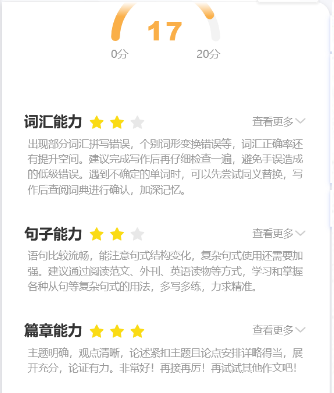 17
0分 20分
词汇能力 查看更多
出现部分词汇拼写错误，个别词形变换错误等，词汇正确率还
有提升空间。建议完成写作后再仔细检查一遍，避免手误造成
的低级错误。遇到不确定的单词时，可以先尝试同义替换，写
作后查阅词典进行确认，加深记忆。
句子能力 查看更多
语句比较流畅，能注意句式结构变化，复杂句式使用还需要加
强。建议通过阅读范文、外刊、英语读物等方式，学习和掌握
各种从句等复杂句式的用法，多写多练，力求精准。
篇章能力 查看更多
主题明确，观点清晰，论述紧扣主题且论点安排详略得当，展
开充分，论证有力。非常好！再接再厉！再试试其他作文吧！